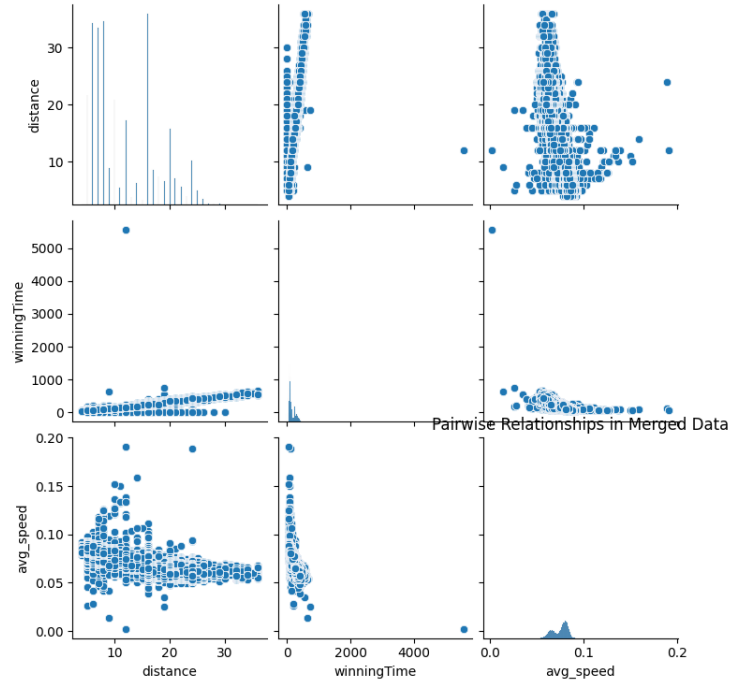 distance
30
20
10
winningTime
5000
4000
3000
2000
1000
0
Pairwise Relationships in Merged Data
avg_speed
0.20
0.15
0.10
0.05
0.00
10 20 30
0 2000 4000
0.0 0.1 0.2
distance
winningTime
avg_speed